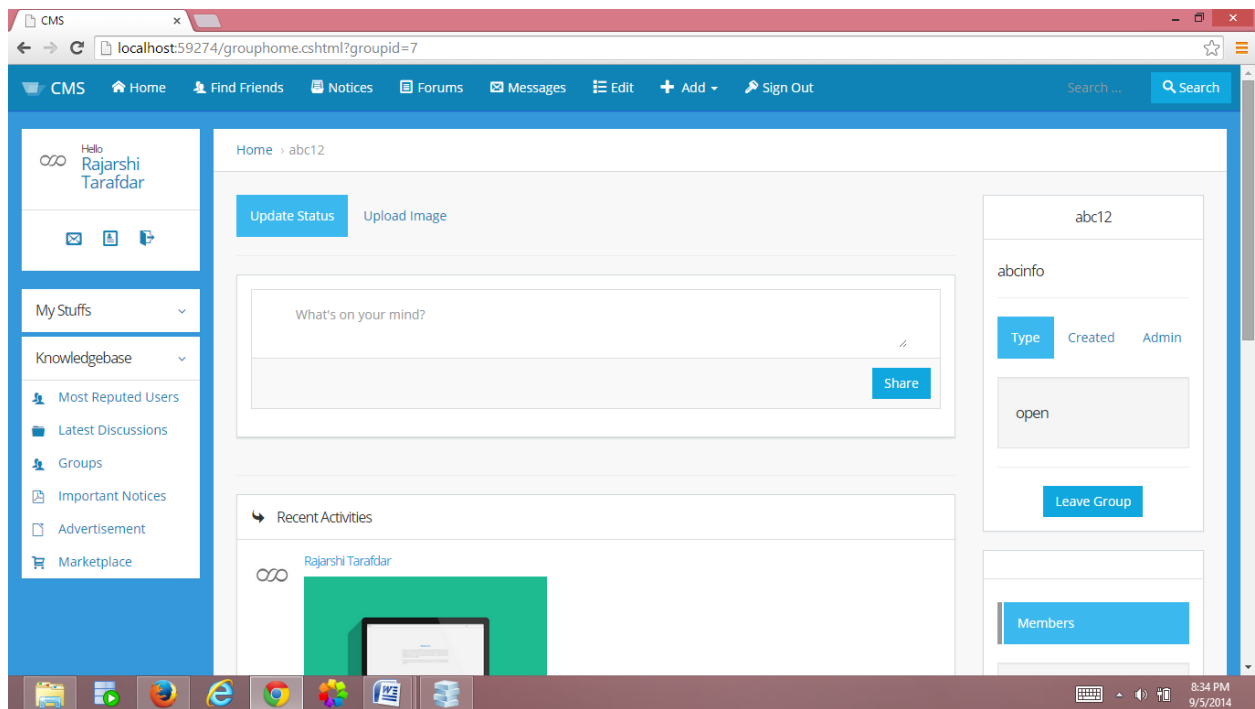 CMS
localhost:59274/grouphome.cshtml?groupid=7
CMS Home Find Friends Notices Forums Messages Edit Add Sign Out Search ... Search
Hello
Rajarshi
Tarafdar
My Stuffs
Knowledgebase
Most Reputed Users
Latest Discussions
Groups
Important Notices
Advertisement
Marketplace
Home › abc12
Update Status Upload Image
What's on your mind?
Share
Recent Activities
Rajarshi Tarafdar
abc12
abcinfo
Type Created Admin
open
Leave Group
Members
8:34 PM
9/5/2014